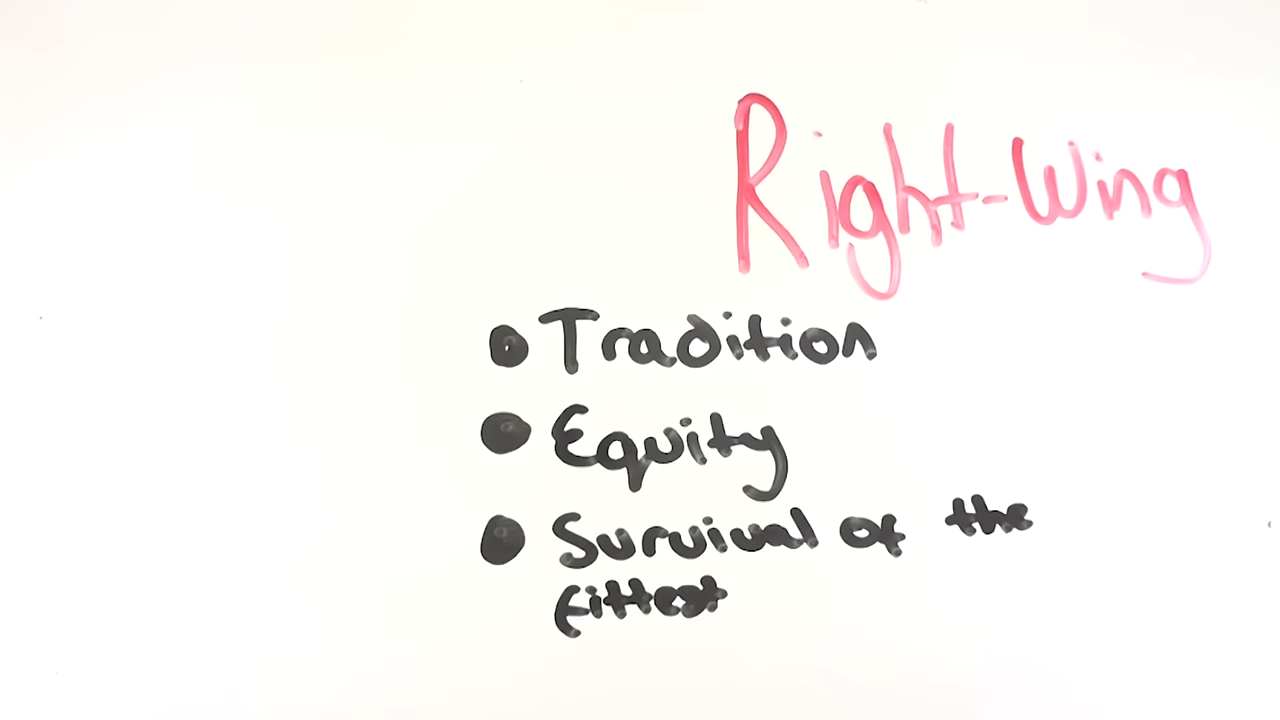 Right-Wing
• Tradition
• Equity
• Survival of the
fittest